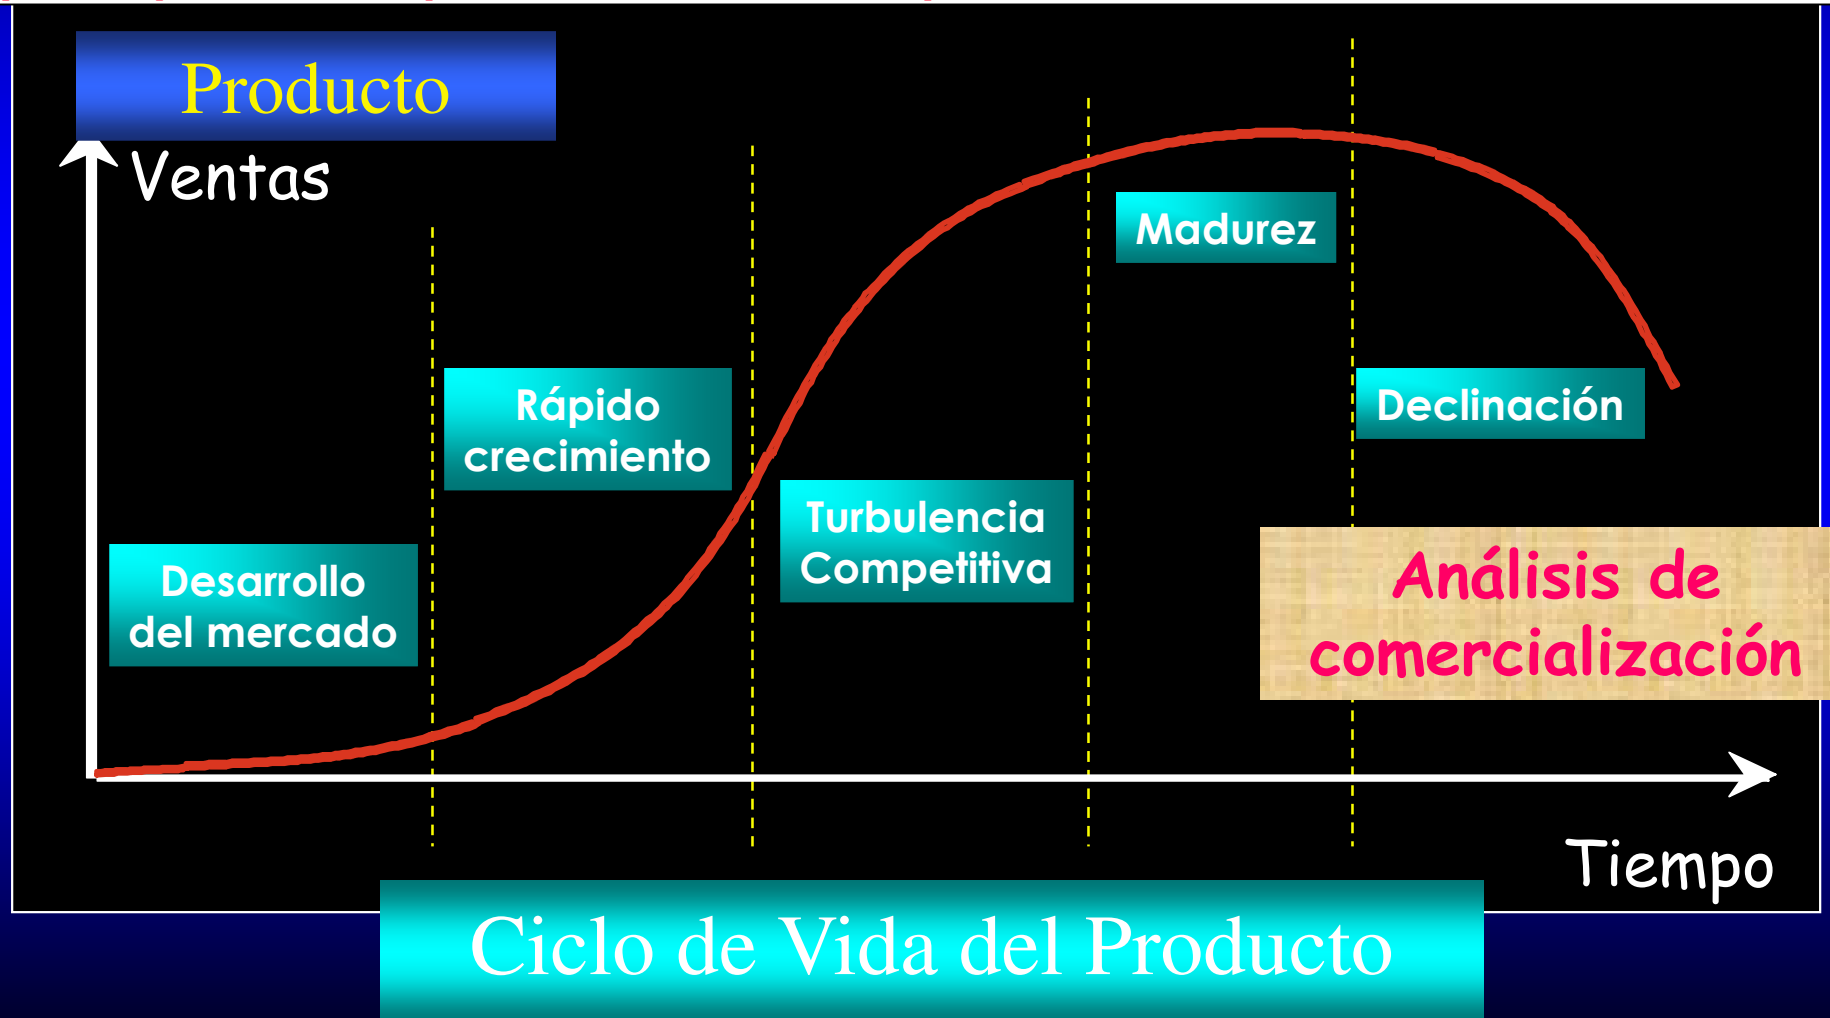 Producto
Ventas
Madurez
Rápido
crecimiento
Declinación
Turbulencia
Competitiva
Desarrollo
del mercado
Análisis de
comercialización
Tiempo
Ciclo de Vida del Producto